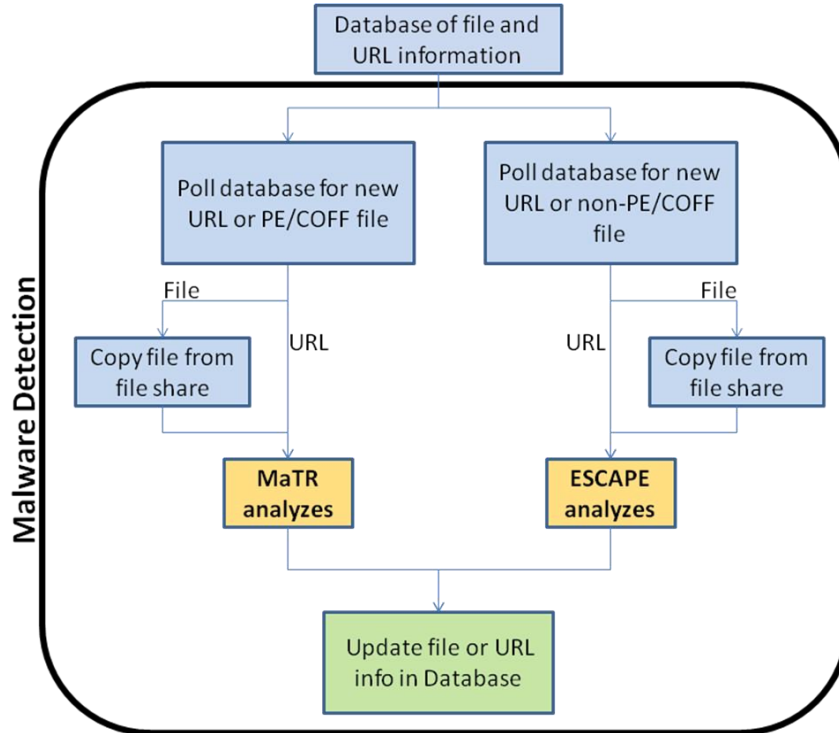 Database of file and
URL information
Malware Detection
Poll database for new
URL or PE/COFF file
Poll database for new
URL or non-PE/COFF
file
File
URL
URL
File
Copy file from
file share
Copy file from
file share
MaTR
analyzes
ESCAPE
analyzes
Update file or URL
info in Database